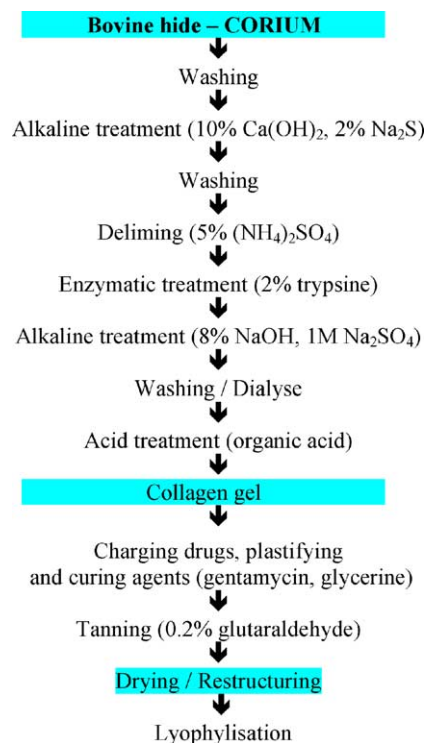 Bovine hide – CORIUM
Washing
Alkaline treatment (10% Ca(OH)₂, 2% Na₂S)
Washing
Deliming (5% (NH₄)₂SO₄)
Enzymatic treatment (2% trypsine)
Alkaline treatment (8% NaOH, 1M Na₂SO₄)
Washing / Dialyse
Acid treatment (organic acid)
Collagen gel
Charging drugs, plastifying
and curing agents (gentamycin, glycerine)
Tanning (0.2% glutaraldehyde)
Drying / Restructuring
Lyophylisation